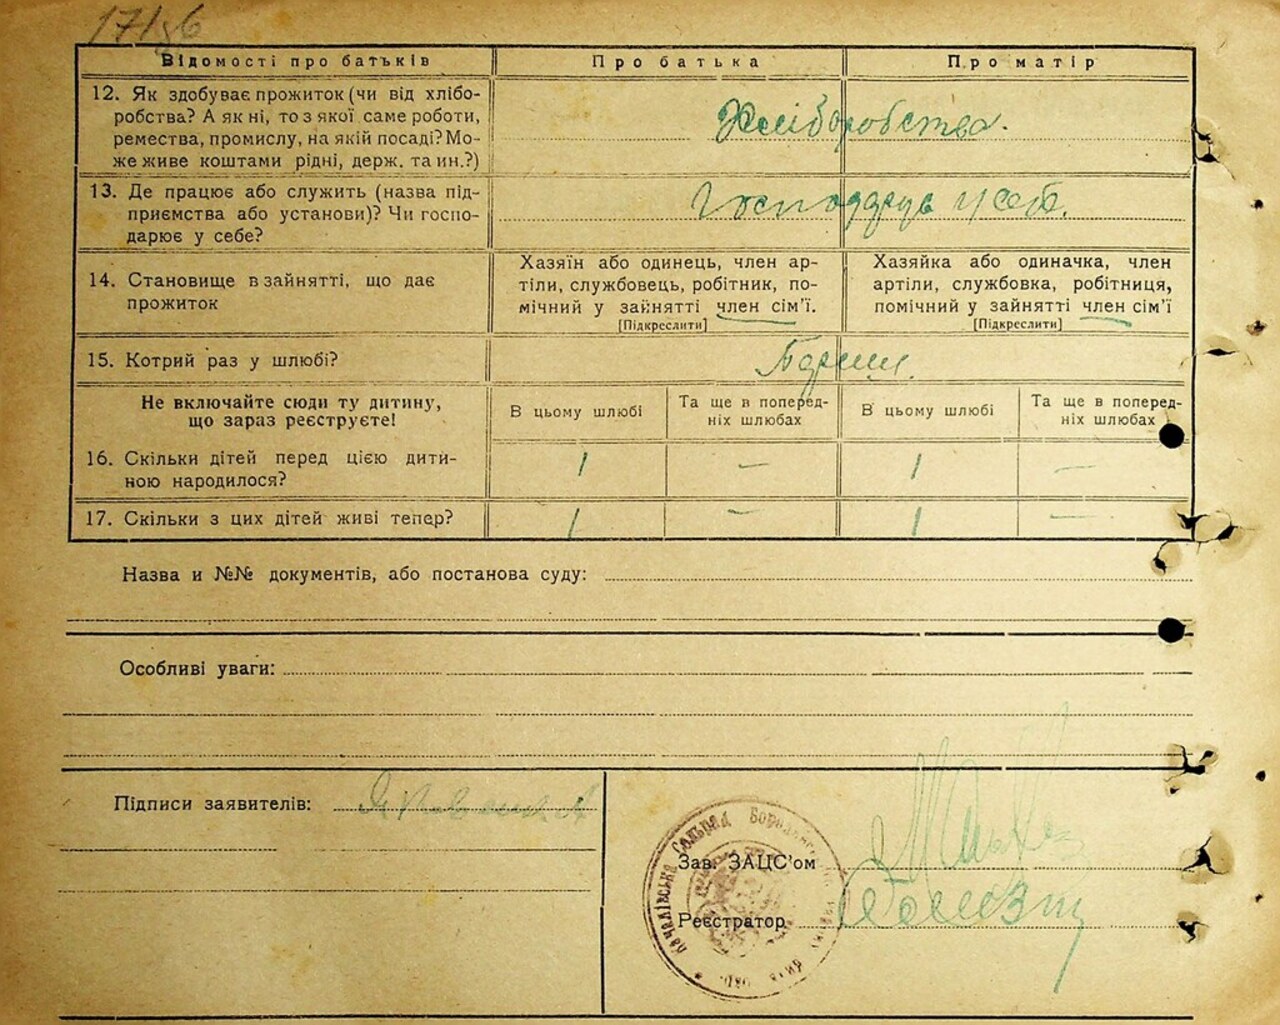 17/86
Відомості про батьків Про батька Про матір
12. Як здобуває прожиток (чи від хлібо-
робства? А як ні, то з якої саме роботи,
ремества, промислу, на якій посаді? Мо-
же живе коштами рідні, держ. та ин.?)
Хліборобства.
13. Де працює або служить (назва під-
приємства або установи)? Чи госпо-
дарює у себе?
Господарув у себе.
14. Становище в зайнятті, що дає
прожиток
Хазяїн або одинець, член ар-
тіли, службовець, робітник, по-
мічний у зайнятті член сім'ї.
[Підкреслити]
Хазяйка або одиначка, член
артіли, службовка, робітниця,
помічний у зайнятті член сім'ї
[Підкреслити]
15. Котрий раз у шлюбі?
Не включайте сюди ту дитину,
що зараз реєструєте!
В цьому шлюбі
Та ще в поперед-
ніх шлюбах
В цьому шлюбі
Та ще в поперед-
ніх шлюбах
16. Скільки дітей перед цією дити-
ною народилося?
1 — 1 —
17. Скільки з цих дітей живі тепер? 1 — 1 —
Назва и №№ документів, або постанова суду:
Особливі уваги:
Підписи заявителів:
Зав. ЗАЦС'ом
Реєстратор
Сольрад